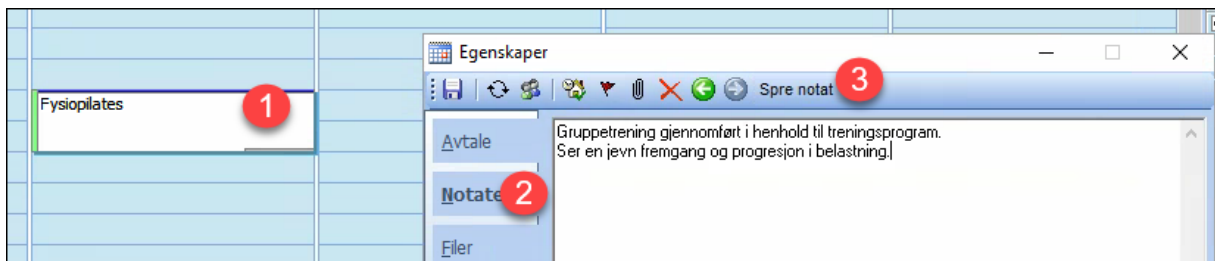 Egenskaper
3
Spre notat
Fysiopilates
1
Gruppetrening gjennomført i henhold til treningsprogram.
Ser en jevn fremgang og progresjon i belastning.
Avtale
2
Filer